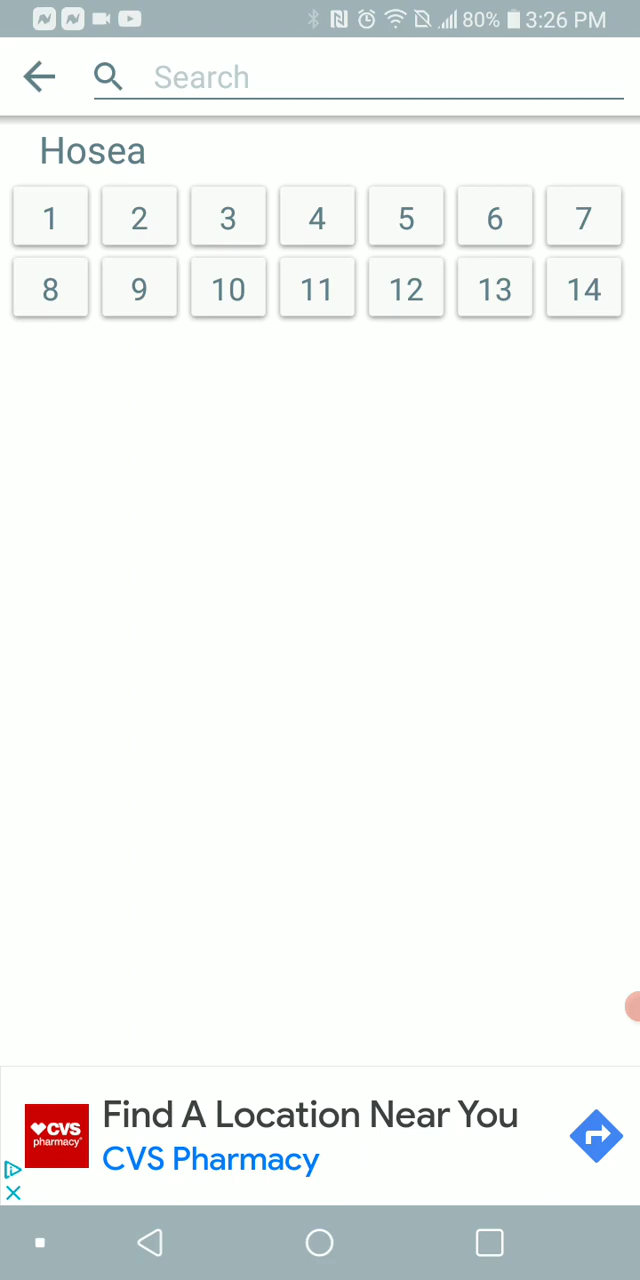 80% 3:26 PM
Search
Hosea
1 2 3 4 5 6 7
8 9 10 11 12 13 14
Find A Location Near You
CVS pharmacy
CVS Pharmacy